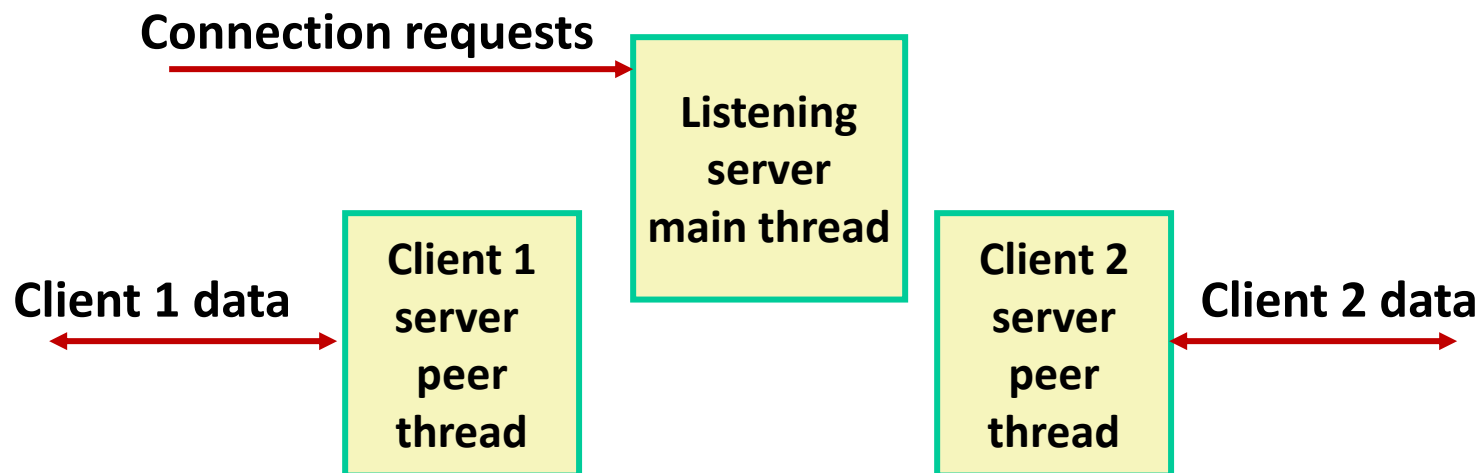 Connection requests
Listening
server
main thread
Client 1 data
Client 1
server
peer
thread
Client 2
server
peer
thread
Client 2 data